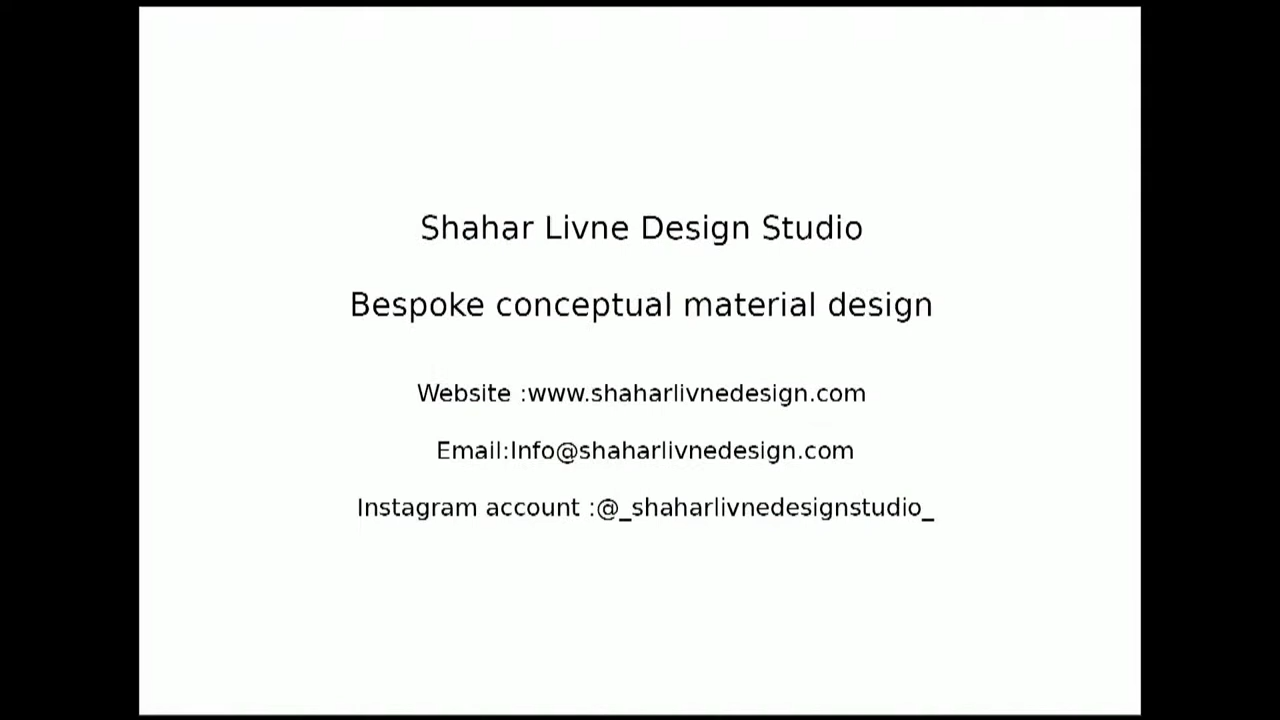 Shahar Livne Design Studio
Bespoke conceptual material design
Website :www.shaharlivnedesign.com
Email:Info@shaharlivnedesign.com
Instagram account :@_shaharlivnedesignstudio_